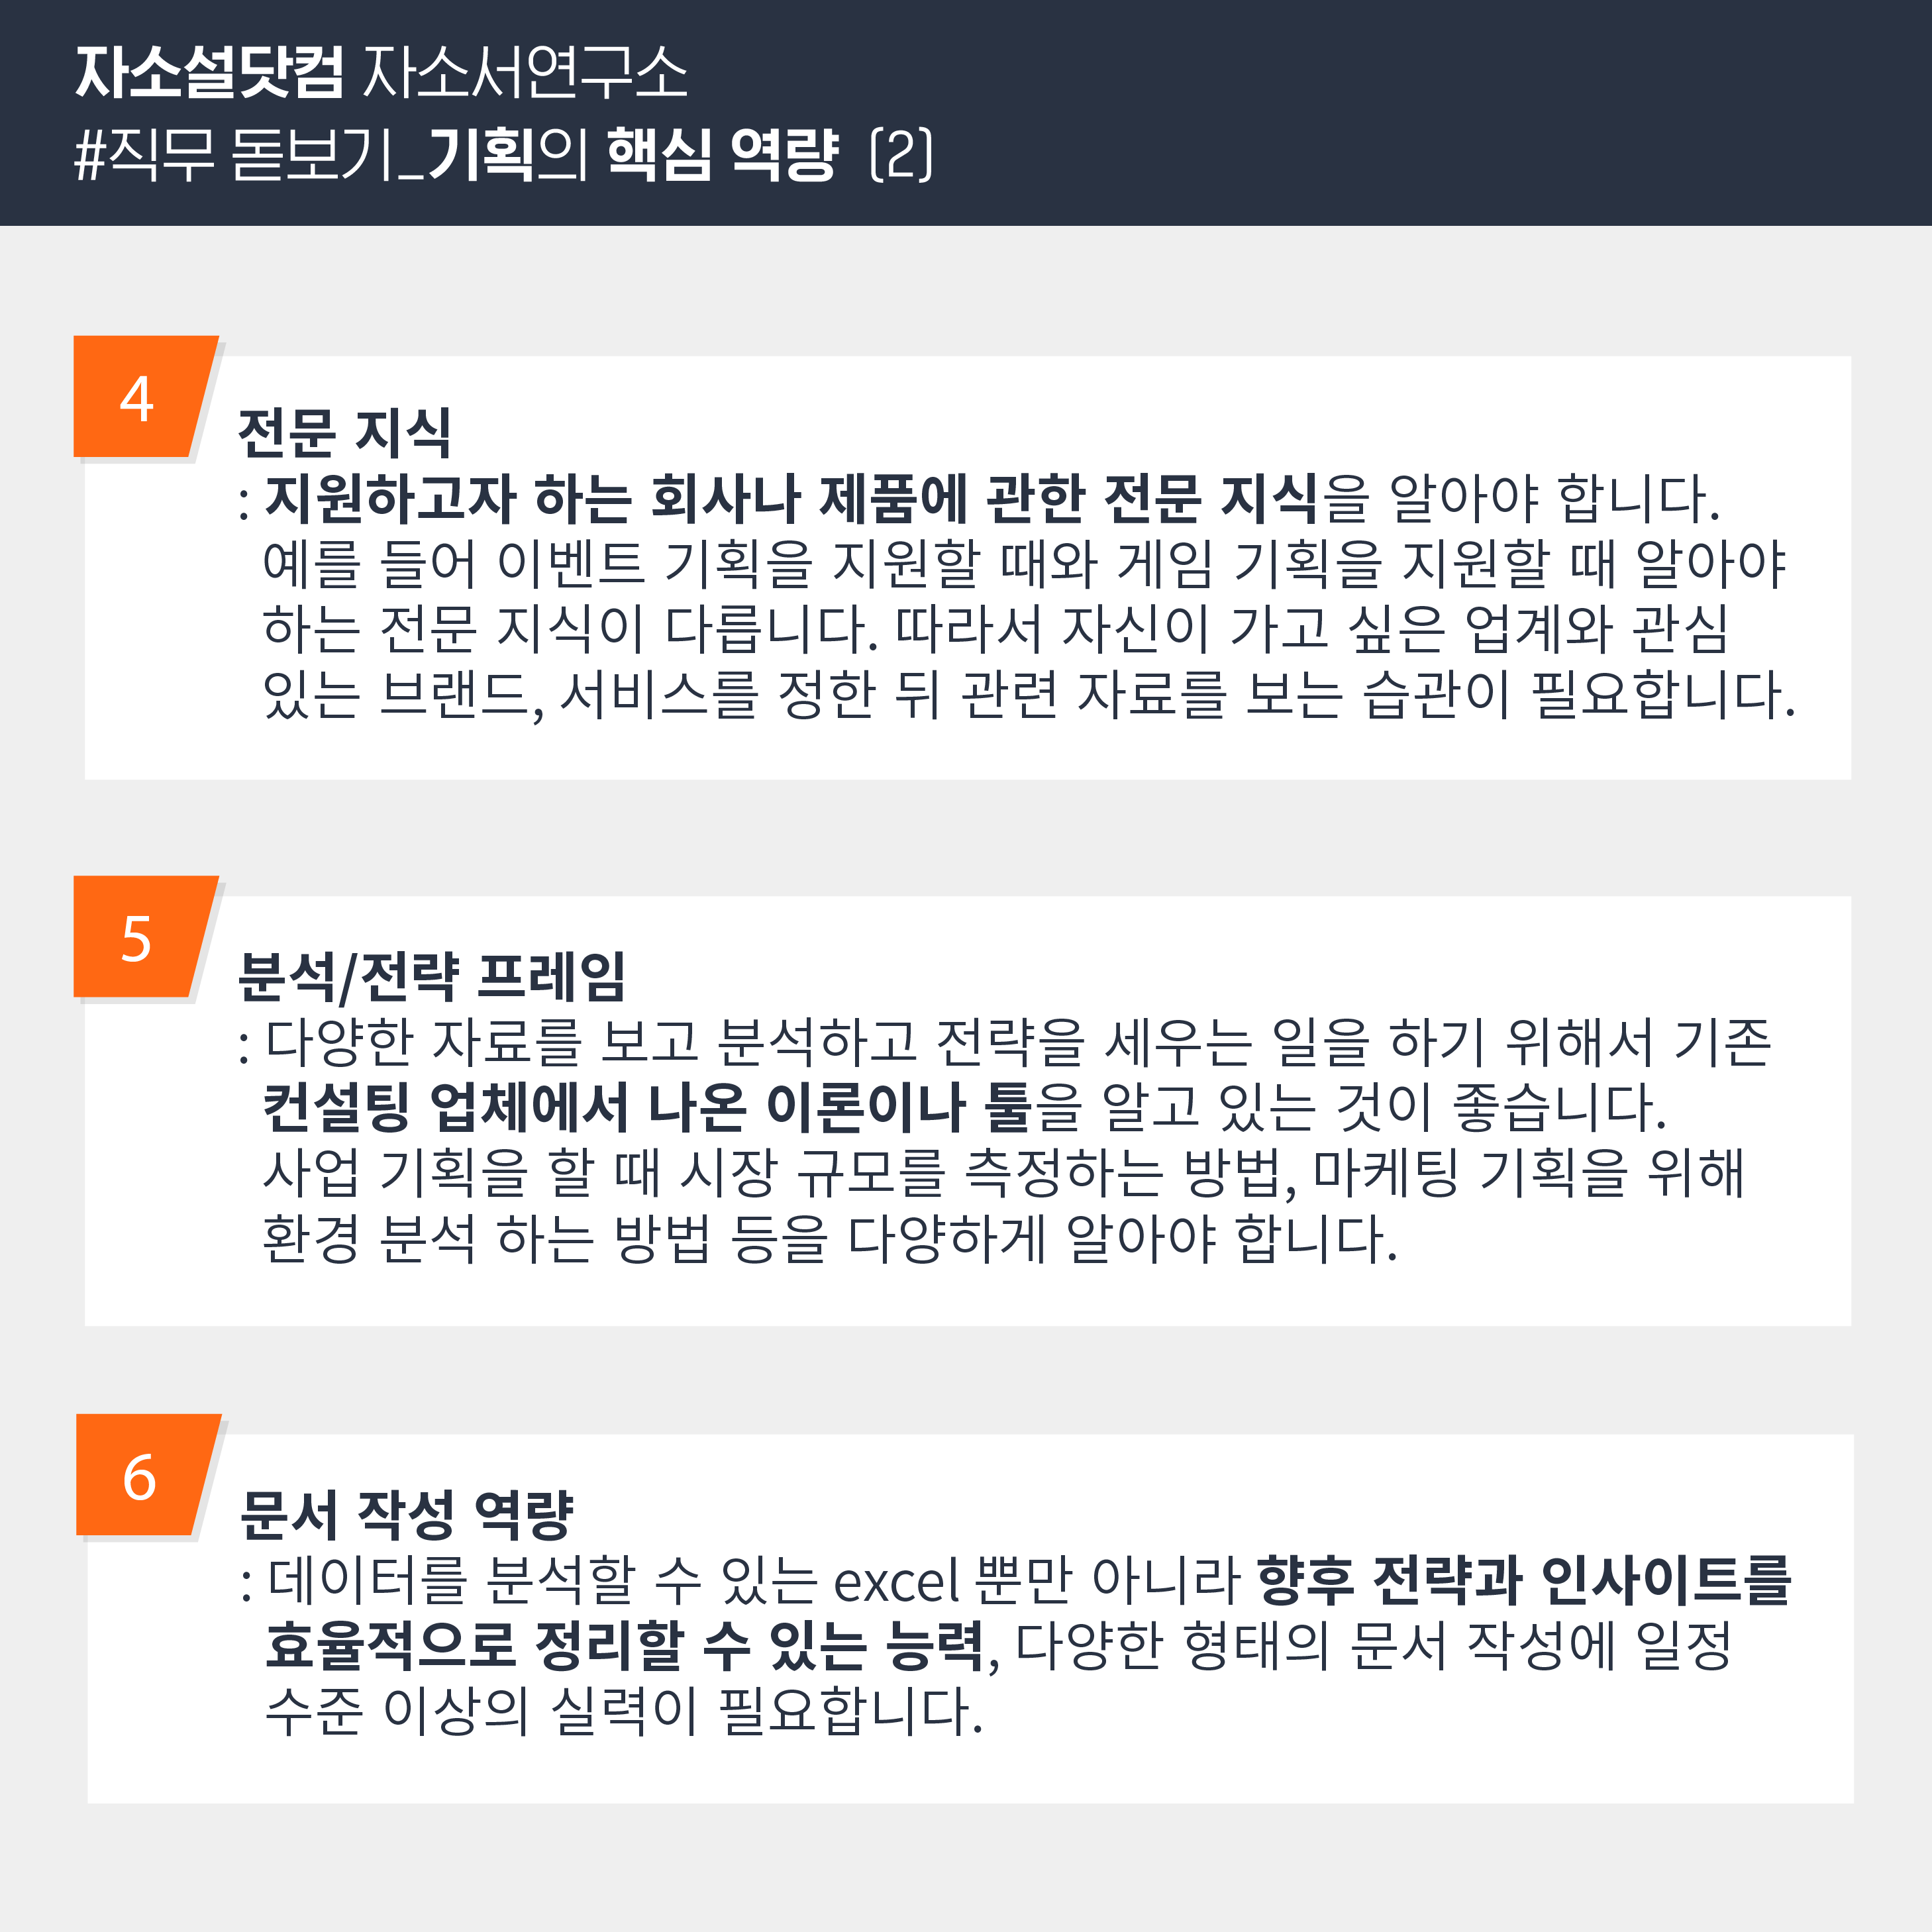 자소설닷컴 자소서연구소
#직무 돋보기_기획의 핵심 역량 (2)
4
전문 지식
: 지원하고자 하는 회사나 제품에 관한 전문 지식을 알아야 합니다.
예를 들어 이벤트 기획을 지원할 때와 게임 기획을 지원할 때 알아야
하는 전문 지식이 다릅니다. 따라서 자신이 가고 싶은 업계와 관심
있는 브랜드, 서비스를 정한 뒤 관련 자료를 보는 습관이 필요합니다.
5
분석/전략 프레임
: 다양한 자료를 보고 분석하고 전략을 세우는 일을 하기 위해서 기존
컨설팅 업체에서 나온 이론이나 툴을 알고 있는 것이 좋습니다.
사업 기획을 할 때 시장 규모를 측정하는 방법, 마케팅 기획을 위해
환경 분석 하는 방법 등을 다양하게 알아야 합니다.
6
문서 작성 역량
: 데이터를 분석할 수 있는 excel 뿐만 아니라 향후 전략과 인사이트를
효율적으로 정리할 수 있는 능력, 다양한 형태의 문서 작성에 일정
수준 이상의 실력이 필요합니다.